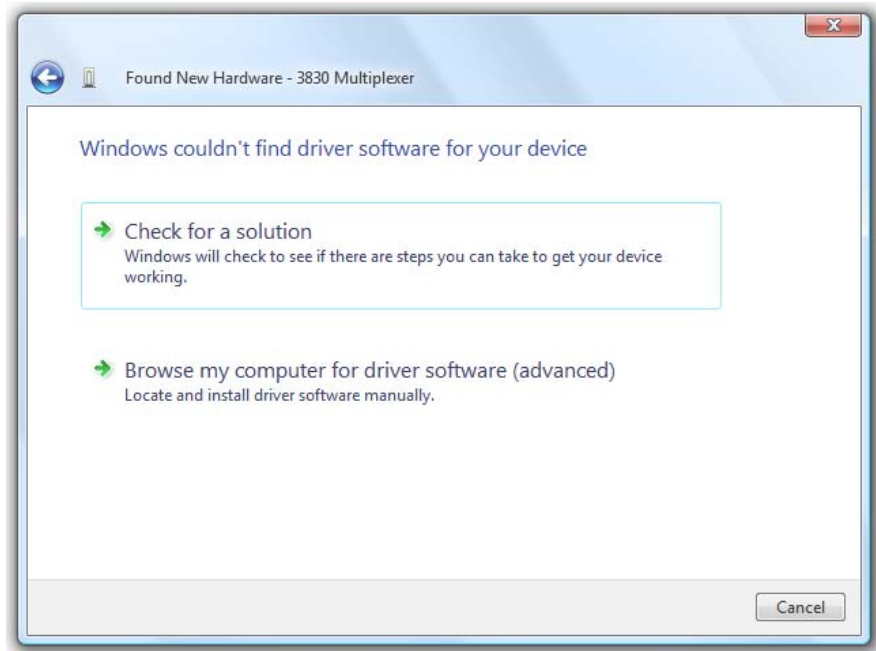 Found New Hardware - 3830 Multiplexer
Windows couldn't find driver software for your device
Check for a solution
Windows will check to see if there are steps you can take to get your device
working.
Browse my computer for driver software (advanced)
Locate and install driver software manually.
Cancel